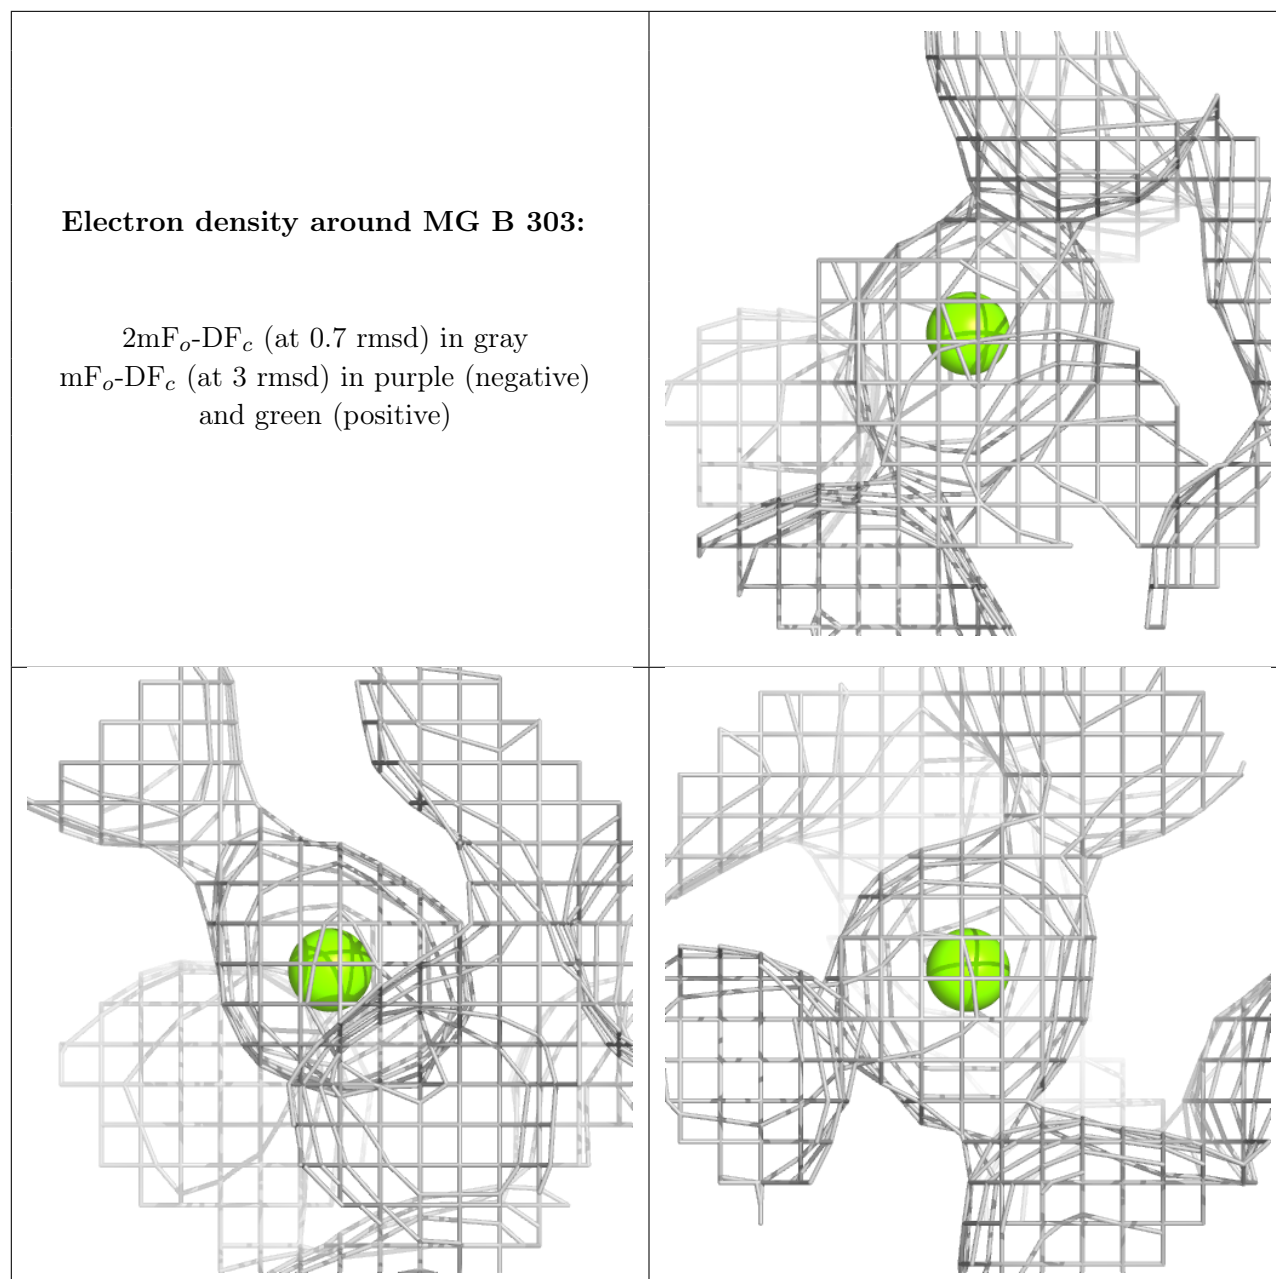 Electron density around MG B 303:
2mFo-DFc (at 0.7 rmsd) in gray
mFo-DFc (at 3 rmsd) in purple (negative)
and green (positive)